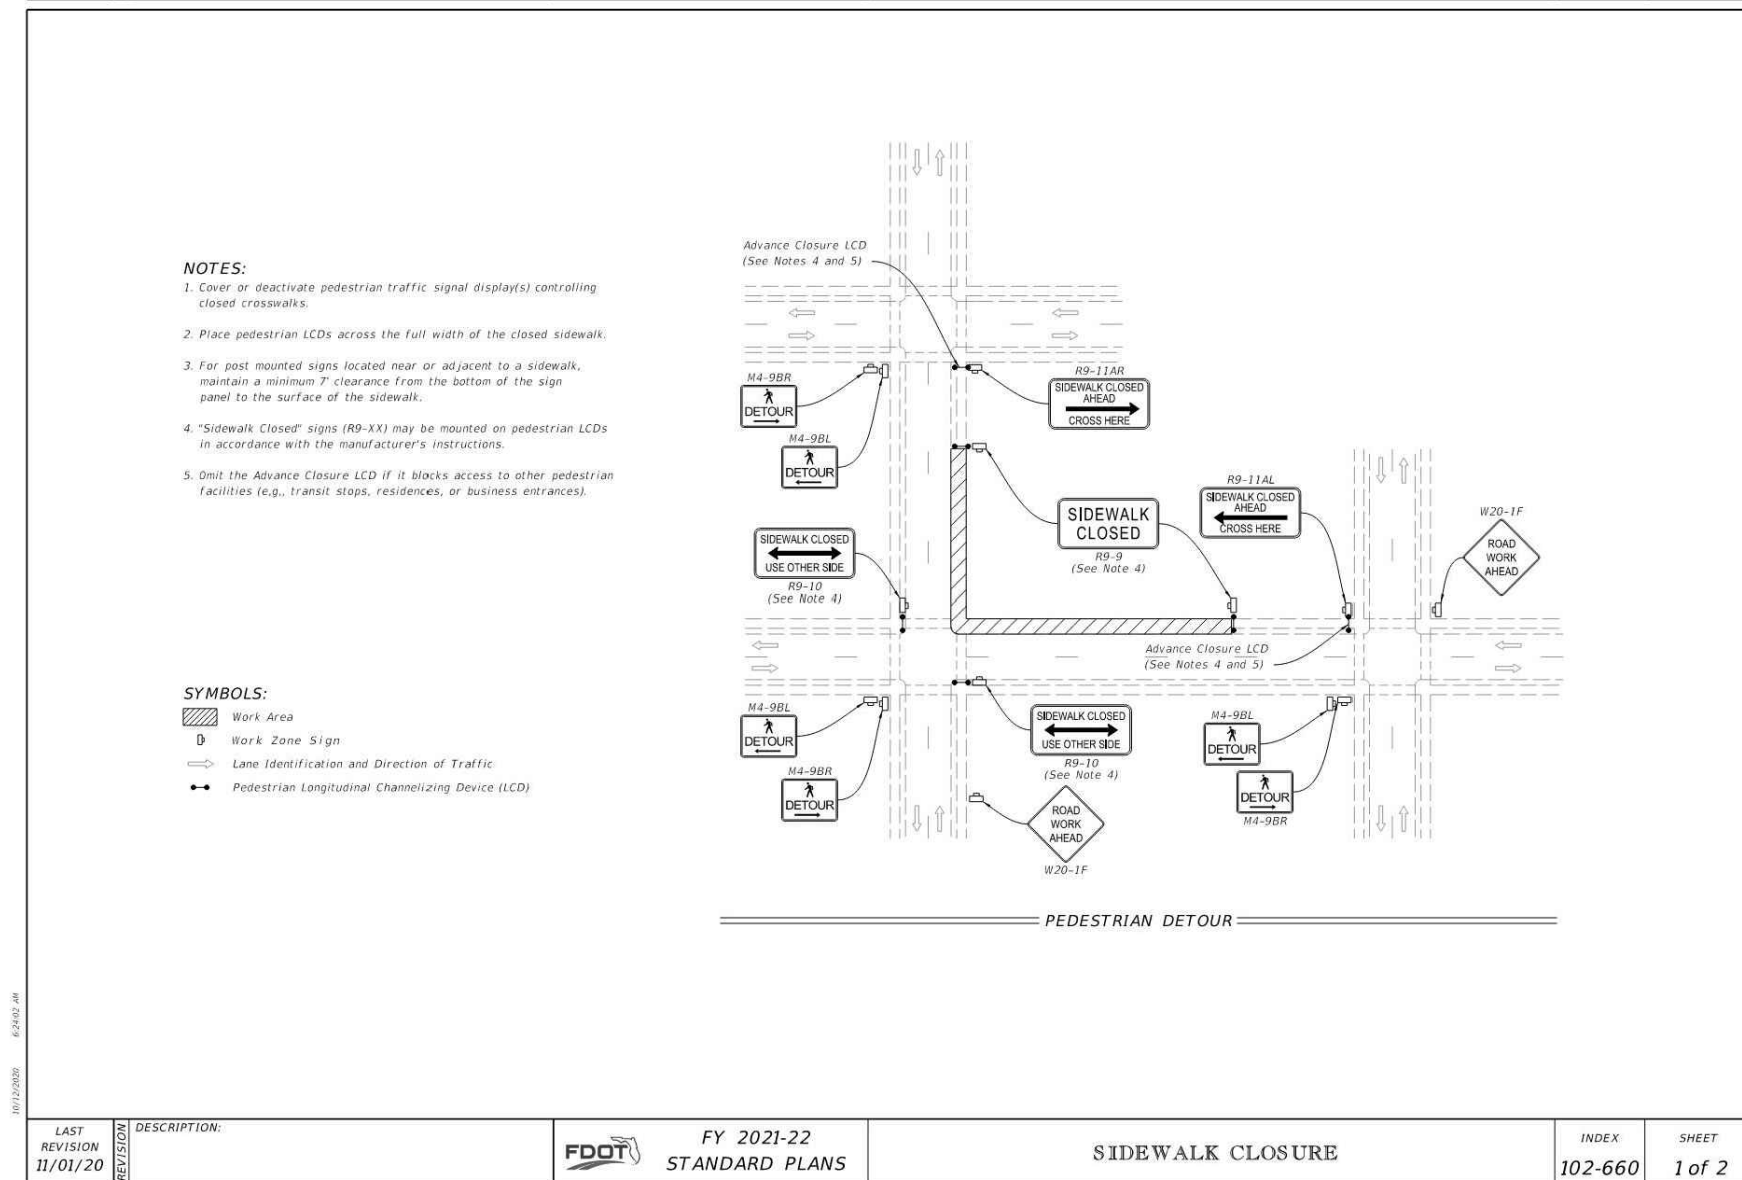 NOTES:
1. Cover or deactivate pedestrian traffic signal display(s) controlling
closed crosswalks.
2. Place pedestrian LCDs across the full width of the closed sidewalk.
3. For post mounted signs located near or adjacent to a sidewalk,
maintain a minimum 7' clearance from the bottom of the sign
panel to the surface of the sidewalk.
4. "Sidewalk Closed" signs (R9-XX) may be mounted on pedestrian LCDs
in accordance with the manufacturer's instructions.
5. Omit the Advance Closure LCD if it blocks access to other pedestrian
facilities (e,g,, transit stops, residences, or business entrances).
SYMBOLS:
Work Area
Work Zone Sign
Lane Identification and Direction of Traffic
Pedestrian Longitudinal Channelizing Device (LCD)
Advance Closure LCD
(See Notes 4 and 5)
M4-9BR
DETOUR
M4-9BL
DETOUR
R9-11AR
SIDEWALK CLOSED
AHEAD
CROSS HERE
SIDEWALK CLOSED
USE OTHER SIDE
R9-10
(See Note 4)
SIDEWALK
CLOSED
R9-9
(See Note 4)
R9-11AL
SIDEWALK CLOSED
AHEAD
CROSS HERE
W20-1F
ROAD
WORK
AHEAD
Advance Closure LCD
(See Notes 4 and 5)
M4-9BL
DETOUR
M4-9BR
DETOUR
SIDEWALK CLOSED
USE OTHER SIDE
R9-10
(See Note 4)
ROAD
WORK
AHEAD
W20-1F
M4-9BL
DETOUR
DETOUR
M4-9BR
PEDESTRIAN DETOUR
10/12/2020 6:24:02 AM
LAST
REVISION
11/01/20
REVISION
DESCRIPTION:
FDOT
FY 2021-22
STANDARD PLANS
SIDEWALK CLOSURE
INDEX
102-660
SHEET
1 of 2